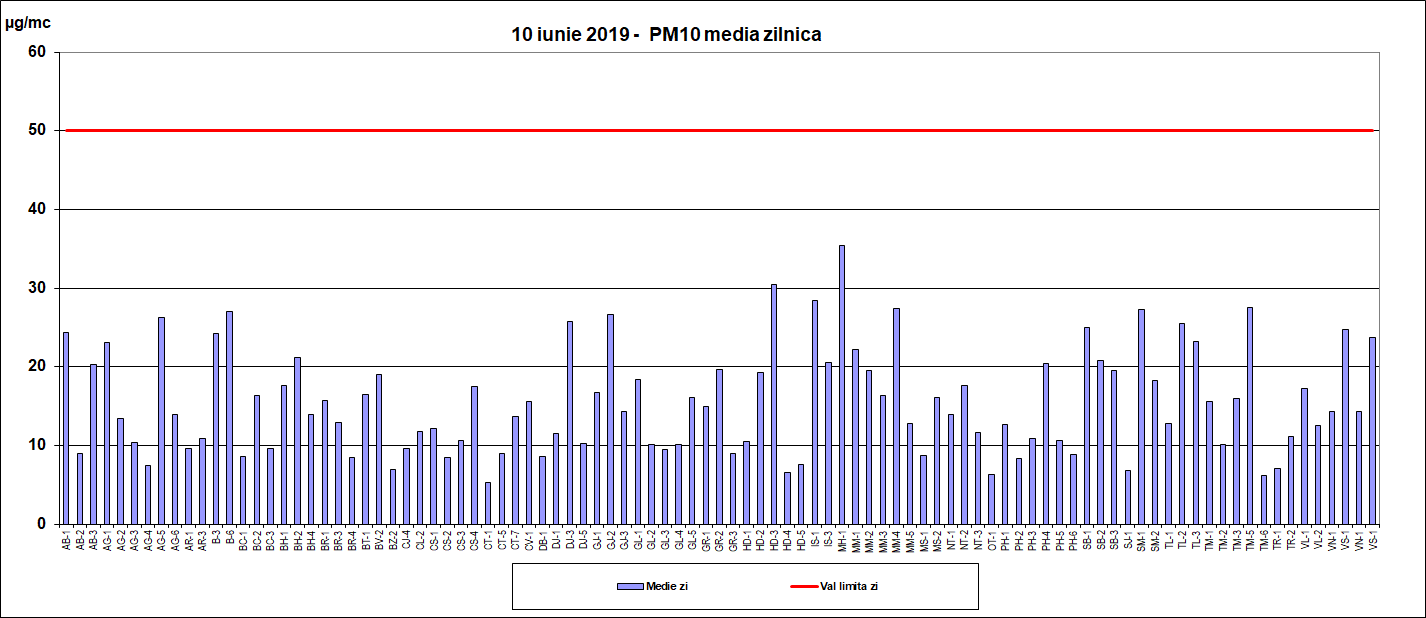 µg/mc
10 iunie 2019 - PM10 media zilnica
60
50
40
30
20
10
0
AB-1 AB-2 AB-3 AG-1 AG-2 AG-3 AG-4 AG-5 AG-6 AR-1 AR-3 B-3 B-6 BC-1 BC-2 BC-3 BH-1 BH-2 BH-4 BR-1 BR-3 BR-4 BT-1 BV-2 BZ-2 CJ-4 CL-2 CS-1 CS-2 CS-3 CS-4 CT-1 CT-5 CT-7 CV-1 DB-1 DJ-1 DJ-3 DJ-5 GJ-1 GJ-2 GJ-3 GL-1 GL-2 GL-3 GL-4 GL-5 GR-1 GR-2 GR-3 HD-1 HD-2 HD-3 HD-4 HD-5 IS-1 IS-3 MH-1 MM-1 MM-2 MM-3 MM-4 MM-5 MS-1 MS-2 NT-1 NT-2 NT-3 OT-1 PH-1 PH-2 PH-3 PH-4 PH-5 PH-6 SB-1 SB-2 SB-3 SJ-1 SM-1 SM-2 TL-1 TL-2 TL-3 TM-1 TM-2 TM-3 TM-5 TM-6 TR-1 TR-2 VL-1 VL-2 VN-1 VS-1 VN-1 VS-1
Medie zi
Val limita zi